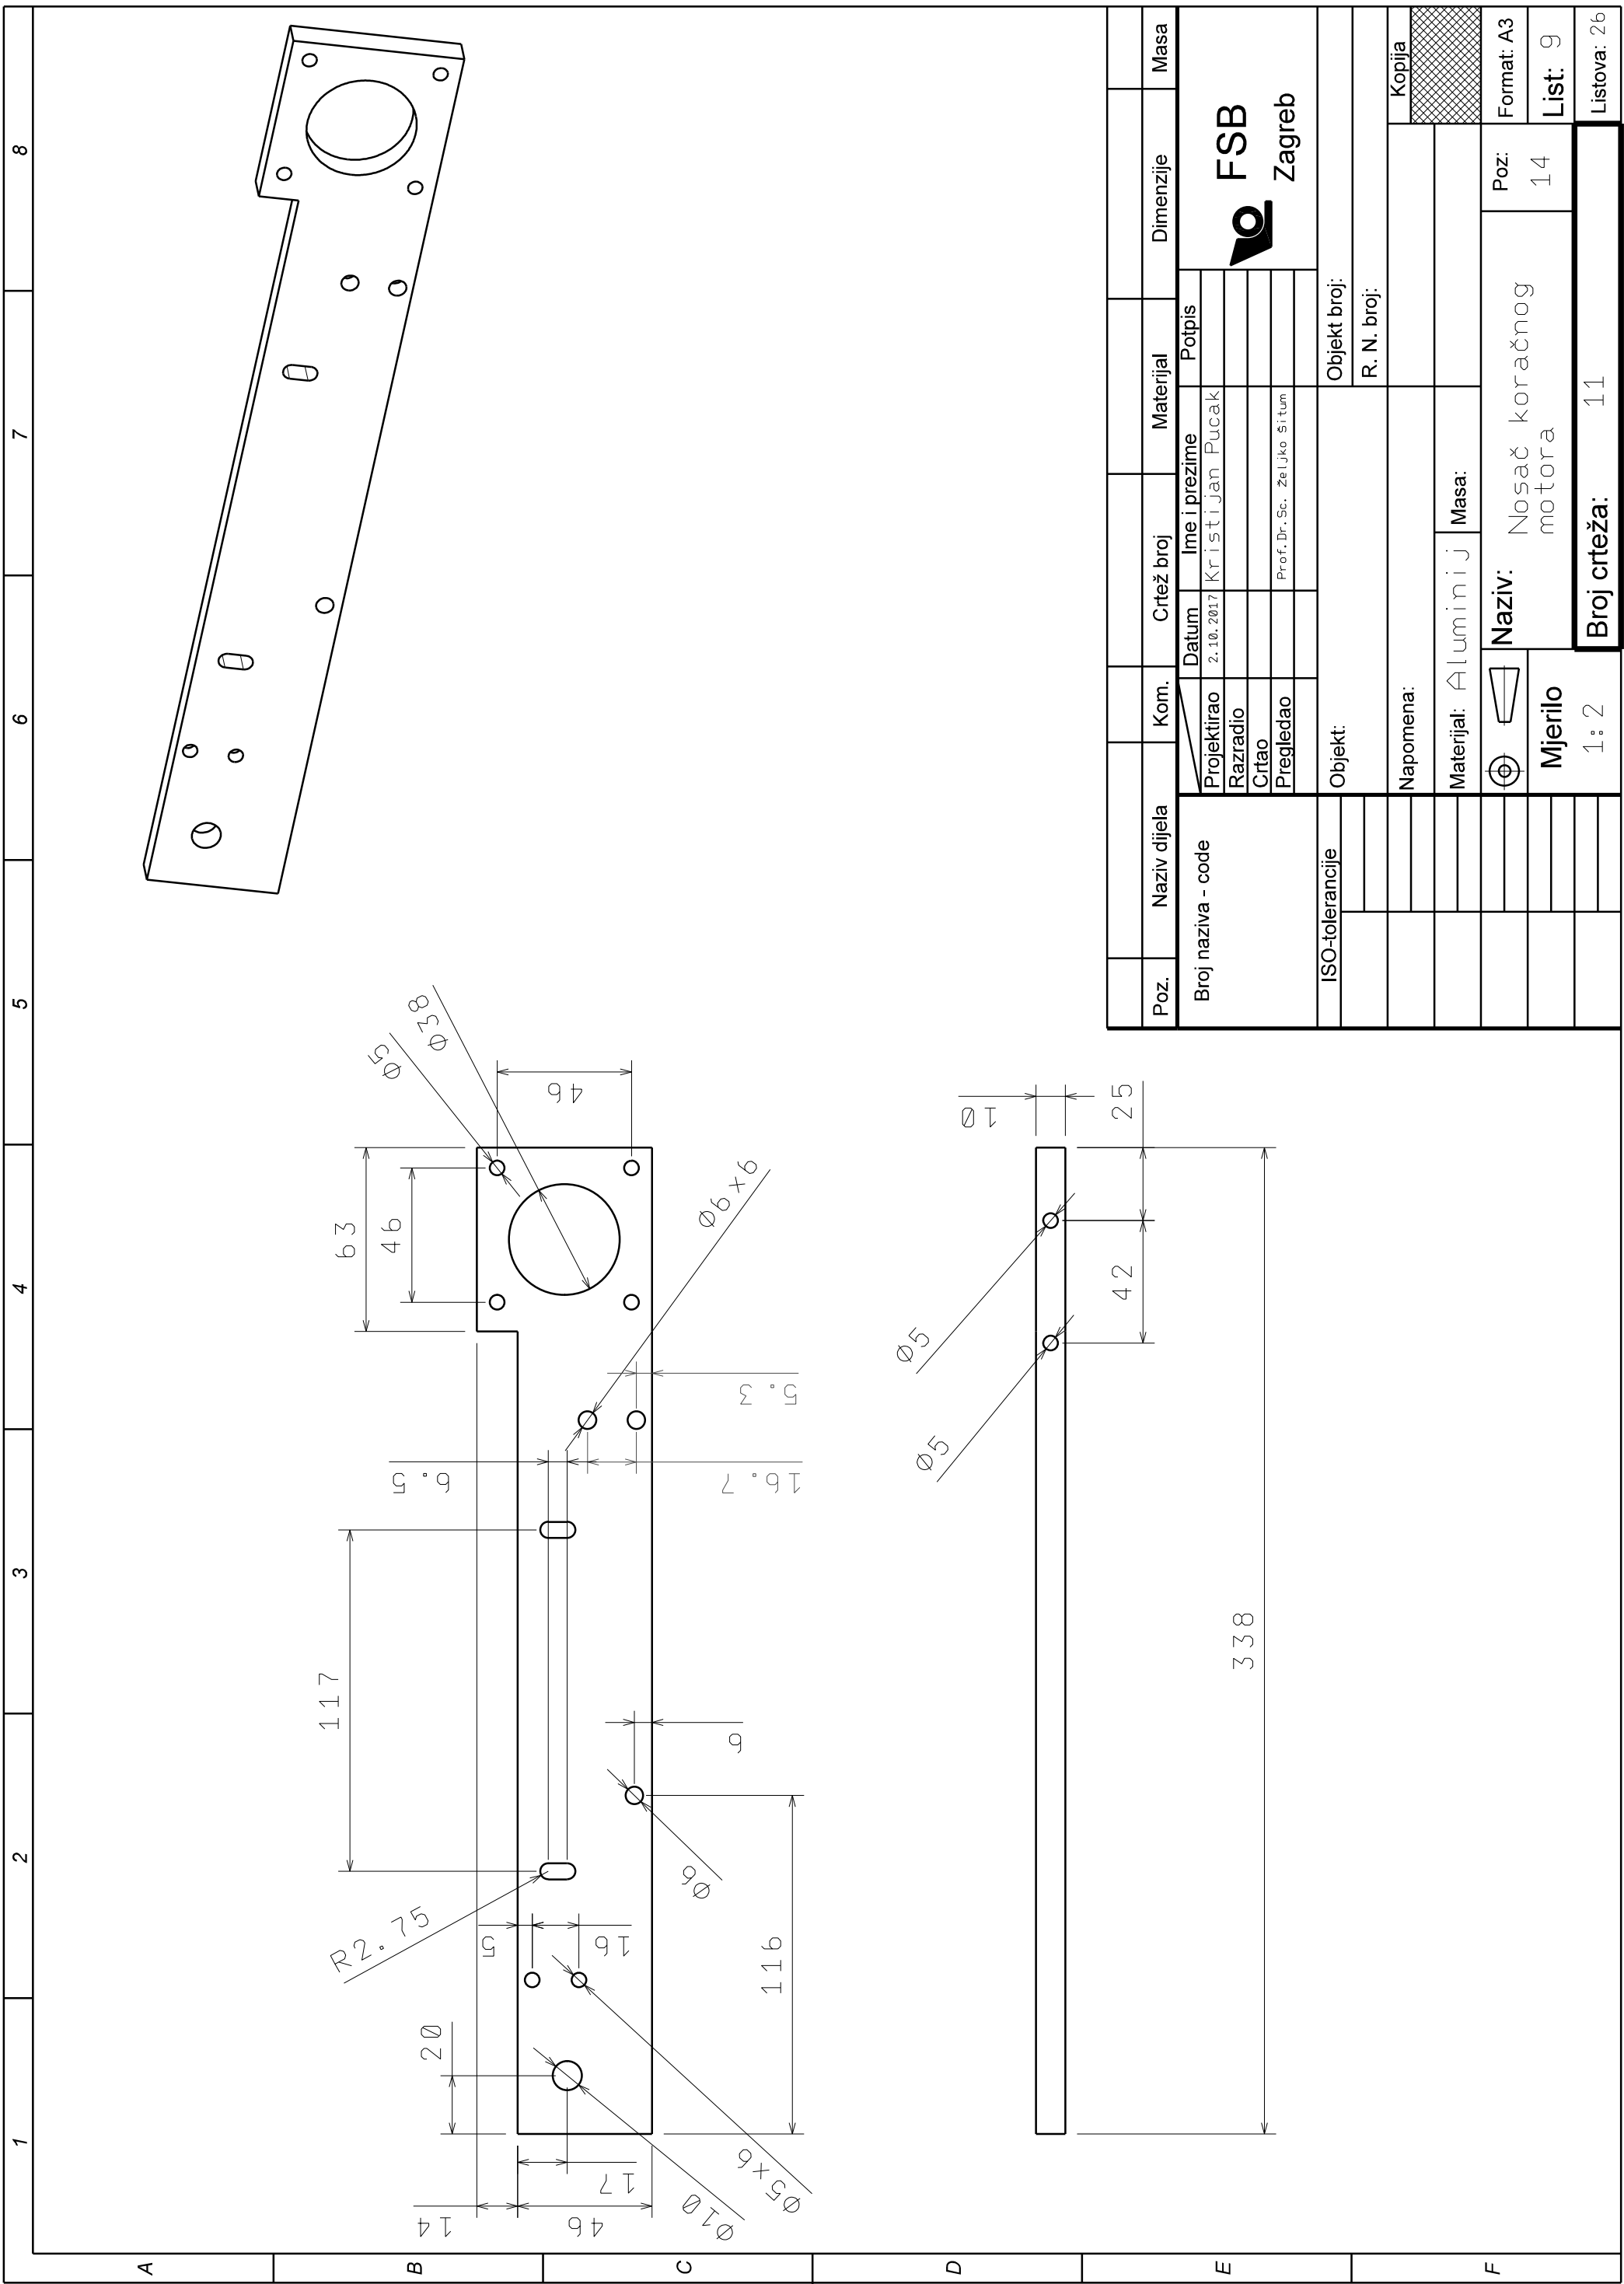 1
2
3
4
5
6
7
8
A
B
C
D
E
F
Ø5
Ø38
46
63
46
Ø6x6
5.3
6.5
16.7
117
6
Ø6
R2.75
5
16
116
20
17
14
46
Ø10
Ø5x6
10
25
42
Ø5
Ø5
338
Poz.
Naziv dijela
Kom.
Crtež broj
Materijal
Dimenzije
Masa
Broj naziva - code
Datum
Ime i prezime
Potpis
Projektirao
2.10.2017
Kristijan Pucak
Razradio
Crtao
Pregledao
Prof.Dr.Sc. Željko Šitum
FSB
Zagreb
ISO-tolerancije
Objekt:
Objekt broj:
R. N. broj:
Napomena:
Kopija
Materijal: Aluminij
Masa:
Naziv:
Nosač koračnog
motora
Poz:
14
Format: A3
List: 9
Mjerilo
1:2
Broj crteža: 11
Listova: 26